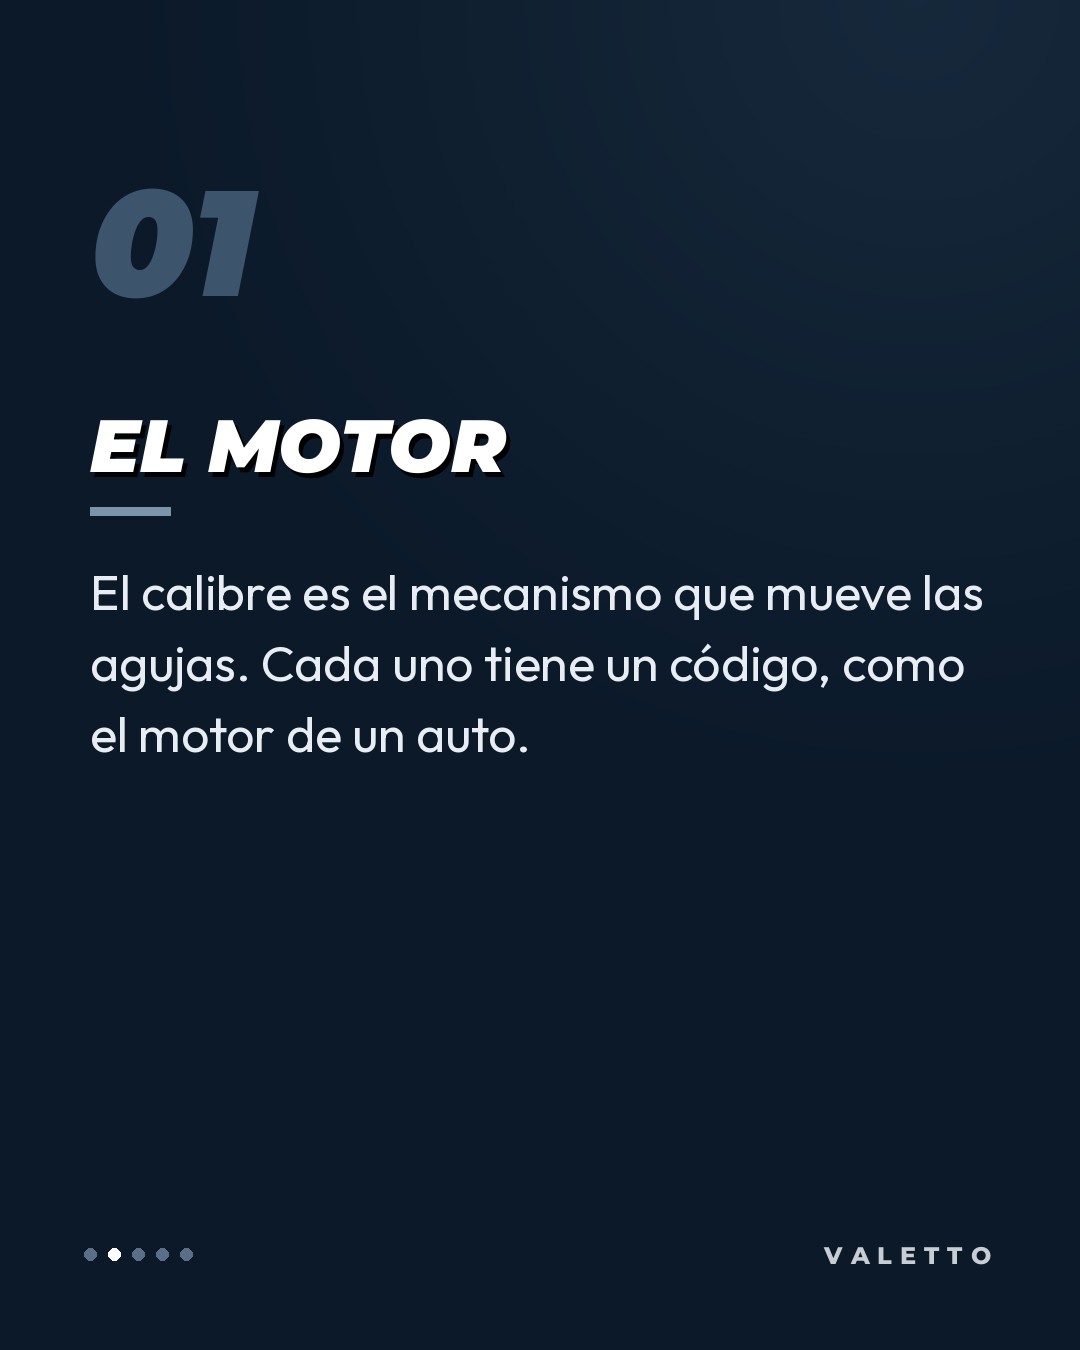 01
EL MOTOR
El calibre es el mecanismo que mueve las
agujas. Cada uno tiene un código, como
el motor de un auto.
VALETTO